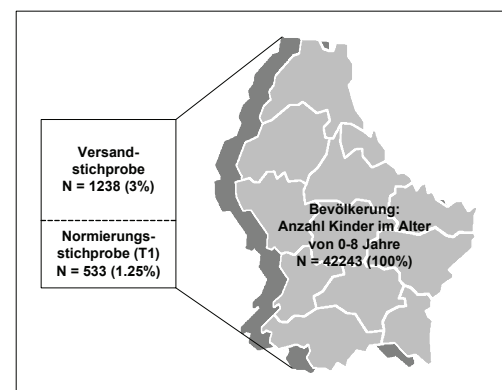 Versand-
stichprobe
N = 1238 (3%)
Normierungs-
stichprobe (T1)
N = 533 (1.25%)
Bevölkerung:
Anzahl Kinder im Alter
von 0-8 Jahre
N = 42243 (100%)